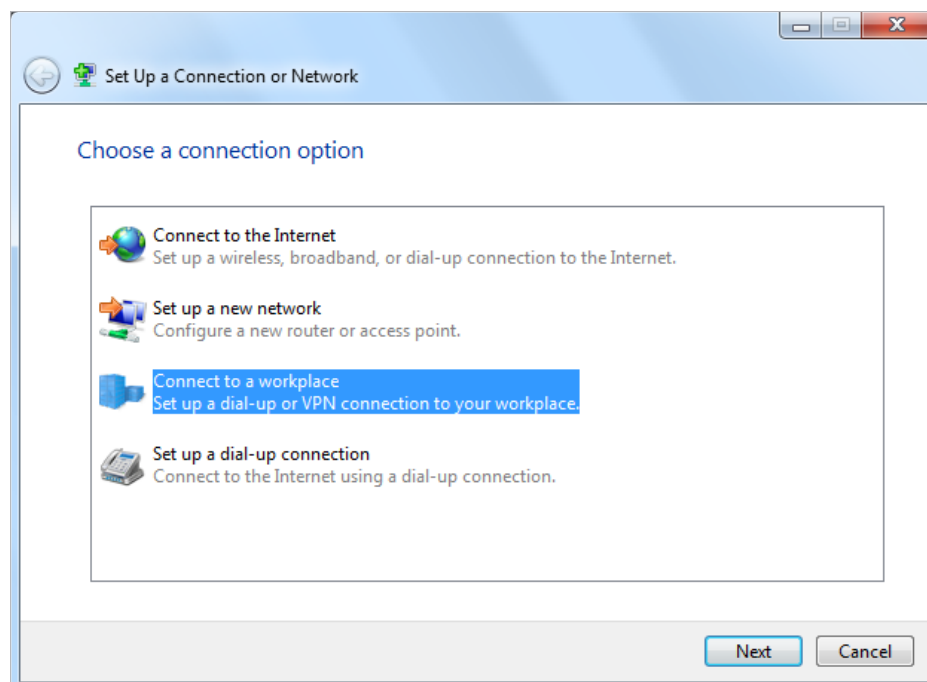 Set Up a Connection or Network
Choose a connection option
Connect to the Internet
Set up a wireless, broadband, or dial-up connection to the Internet.
Set up a new network
Configure a new router or access point.
Connect to a workplace
Set up a dial-up or VPN connection to your workplace.
Set up a dial-up connection
Connect to the Internet using a dial-up connection.
Next
Cancel